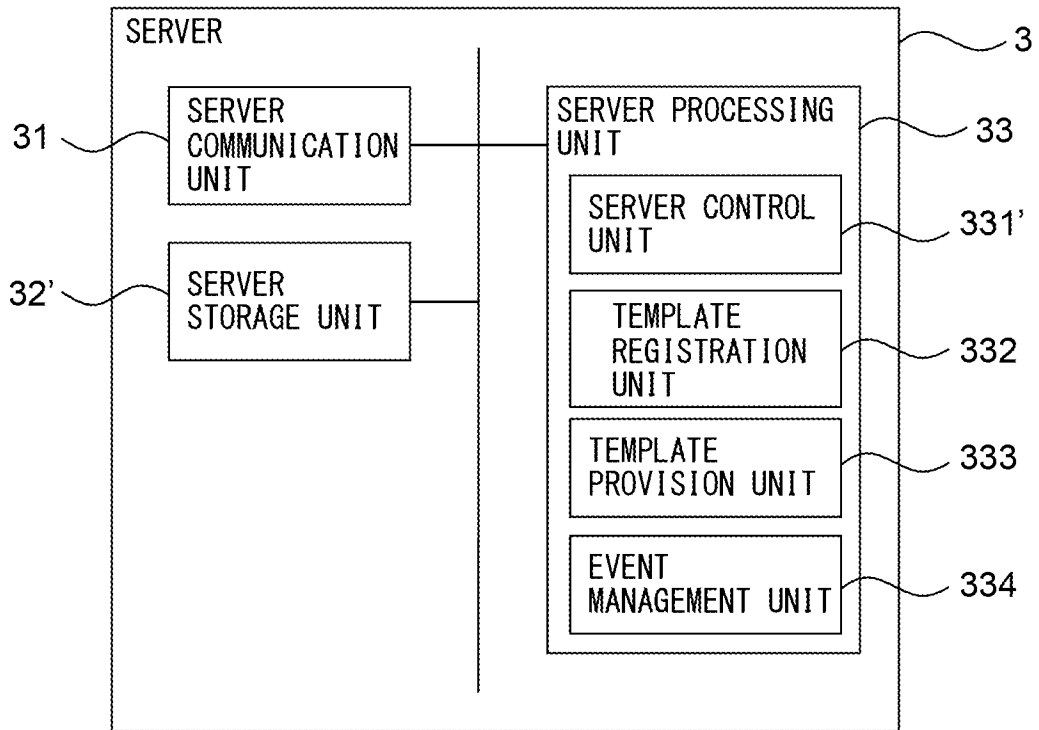 SERVER
3
SERVER
COMMUNICATION
UNIT
31
SERVER
STORAGE UNIT
32’
SERVER PROCESSING
UNIT
33
SERVER CONTROL
UNIT
331’
TEMPLATE
REGISTRATION
UNIT
332
TEMPLATE
PROVISION UNIT
333
EVENT
MANAGEMENT UNIT
334